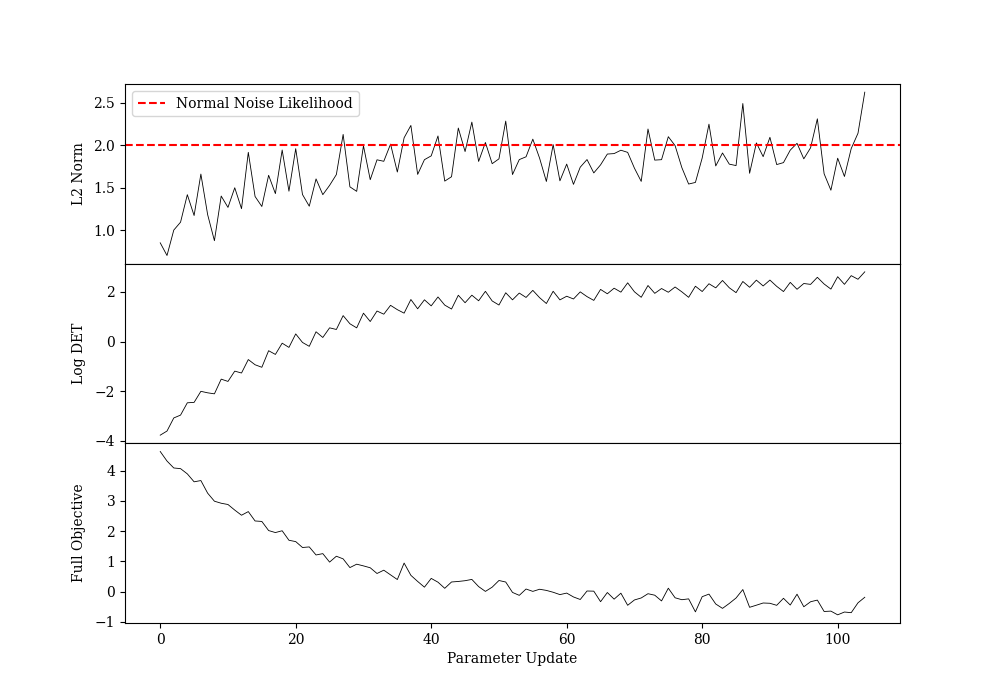 Normal Noise Likelihood
L2 Norm
2.5
2.0
1.5
1.0
Log DET
2
0
−2
−4
Full Objective
4
3
2
1
0
−1
0 20 40 60 80 100
Parameter Update